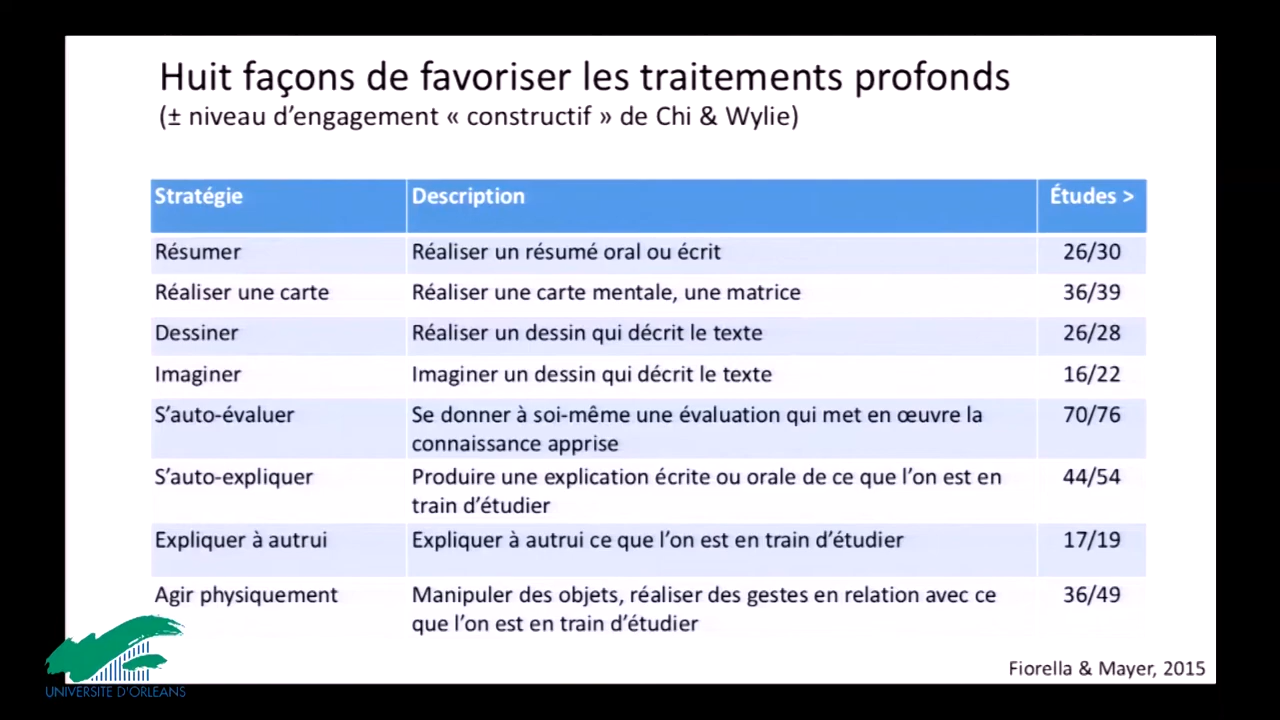 Huit façons de favoriser les traitements profonds
(± niveau d’engagement « constructif » de Chi & Wylie)
Stratégie Description Études >
Résumer Réaliser un résumé oral ou écrit 26/30
Réaliser une carte Réaliser une carte mentale, une matrice 36/39
Dessiner Réaliser un dessin qui décrit le texte 26/28
Imaginer Imaginer un dessin qui décrit le texte 16/22
S’auto-évaluer Se donner à soi-même une évaluation qui met en œuvre la 70/76
connaissance apprise
S’auto-expliquer Produire une explication écrite ou orale de ce que l’on est en 44/54
train d’étudier
Expliquer à autrui Expliquer à autrui ce que l’on est en train d’étudier 17/19
Agir physiquement Manipuler des objets, réaliser des gestes en relation avec ce 36/49
que l’on est en train d’étudier
Fiorella & Mayer, 2015
UNIVERSITE D'ORLEANS